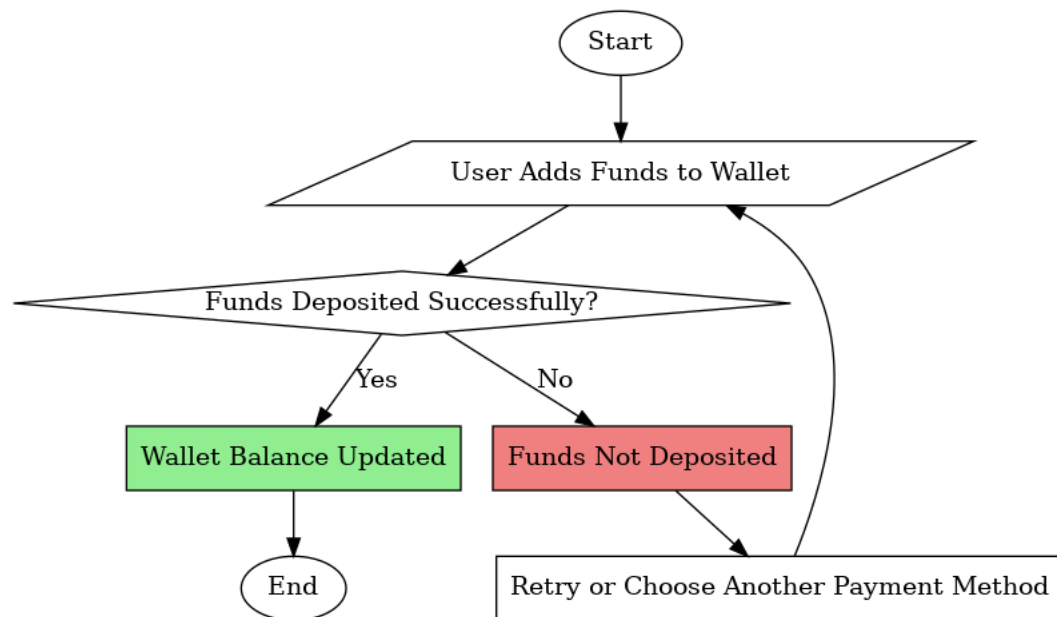 Start
User Adds Funds to Wallet
Funds Deposited Successfully?
Yes
No
Wallet Balance Updated
Funds Not Deposited
End
Retry or Choose Another Payment Method